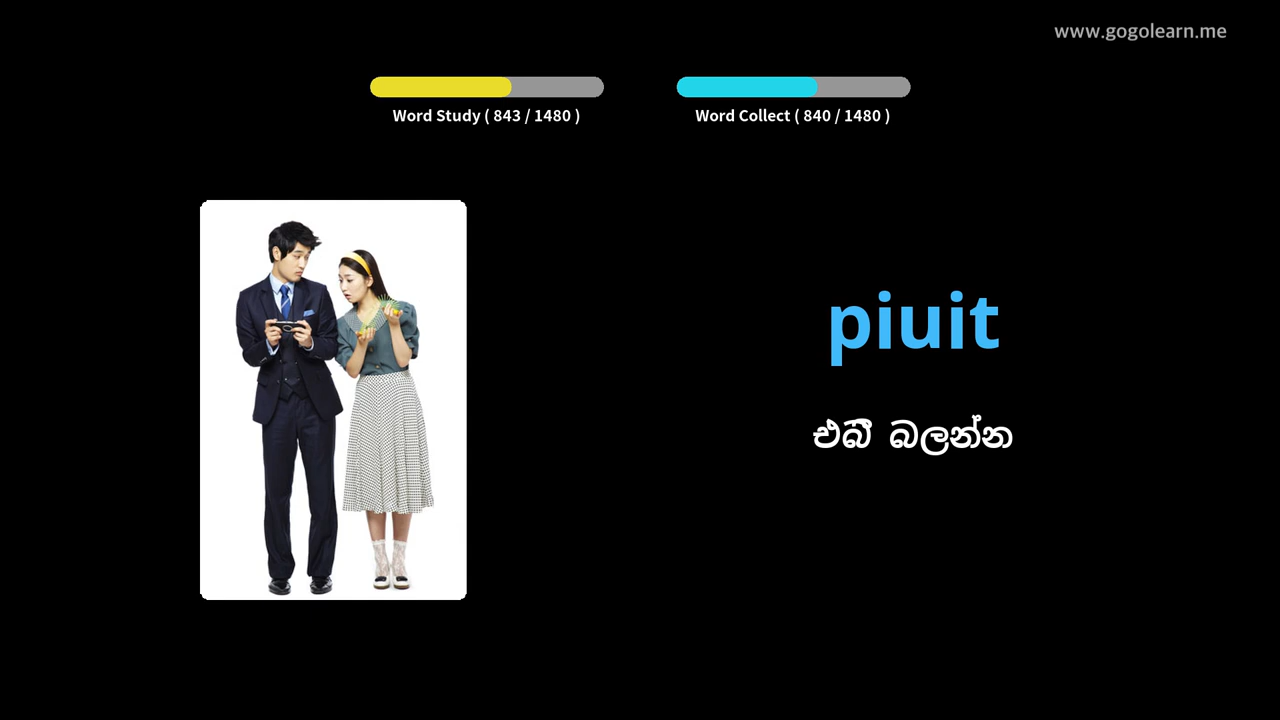 www.gogolearn.me
Word Study ( 843 / 1480 )
Word Collect ( 840 / 1480 )
piuit
එබී බලන්න